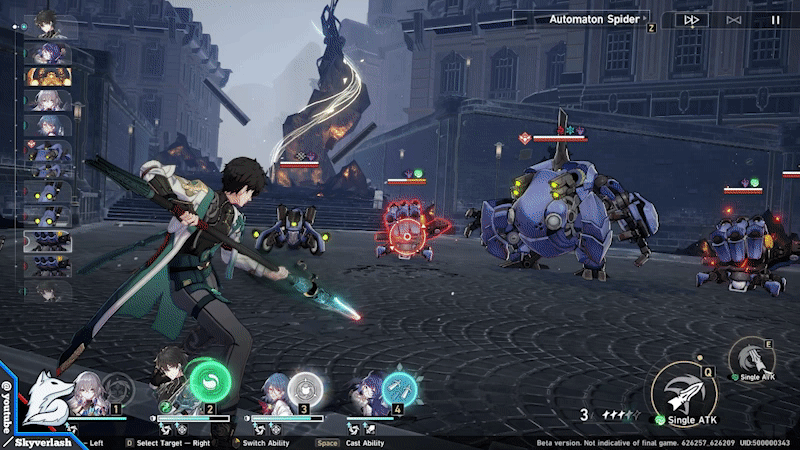 Automaton Spider
Z
E
Single ATK
Q
Single ATK
3
1
2
3
4
@ youtube
/ Skyverlash
– Left
D Select Target — Right
Switch Ability
Space Cast Ability
Beta version. Not indicative of final game. 626257_626209 UID:500000343